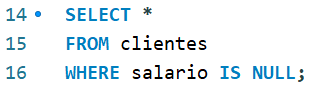 14 • SELECT *
15 FROM clientes
16 WHERE salario IS NULL;